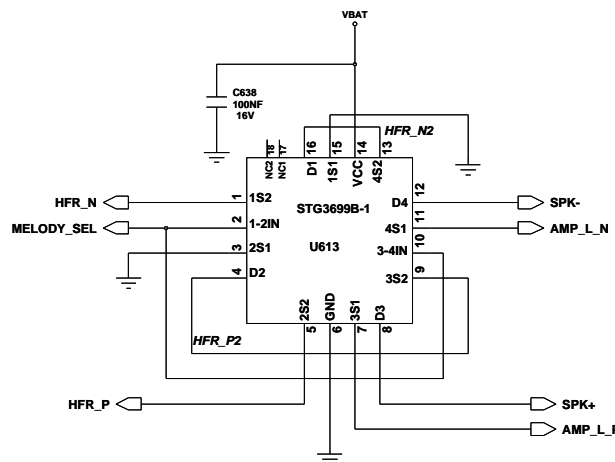 VBAT
C638
100NF
16V
HFR_N2
NC2 18
NC1 17
D1 16
1S1 15
VCC 14
4S2 13
HFR_N
1 1S2
STG3699B-1
D4 12
SPK-
MELODY_SEL
2 1-2IN
4S1 11
AMP_L_N
3 2S1
U613
3-4IN 10
4 D2
3S2 9
2S2 5
GND 6
3S1 7
D3 8
HFR_P2
HFR_P
SPK+
AMP_L_